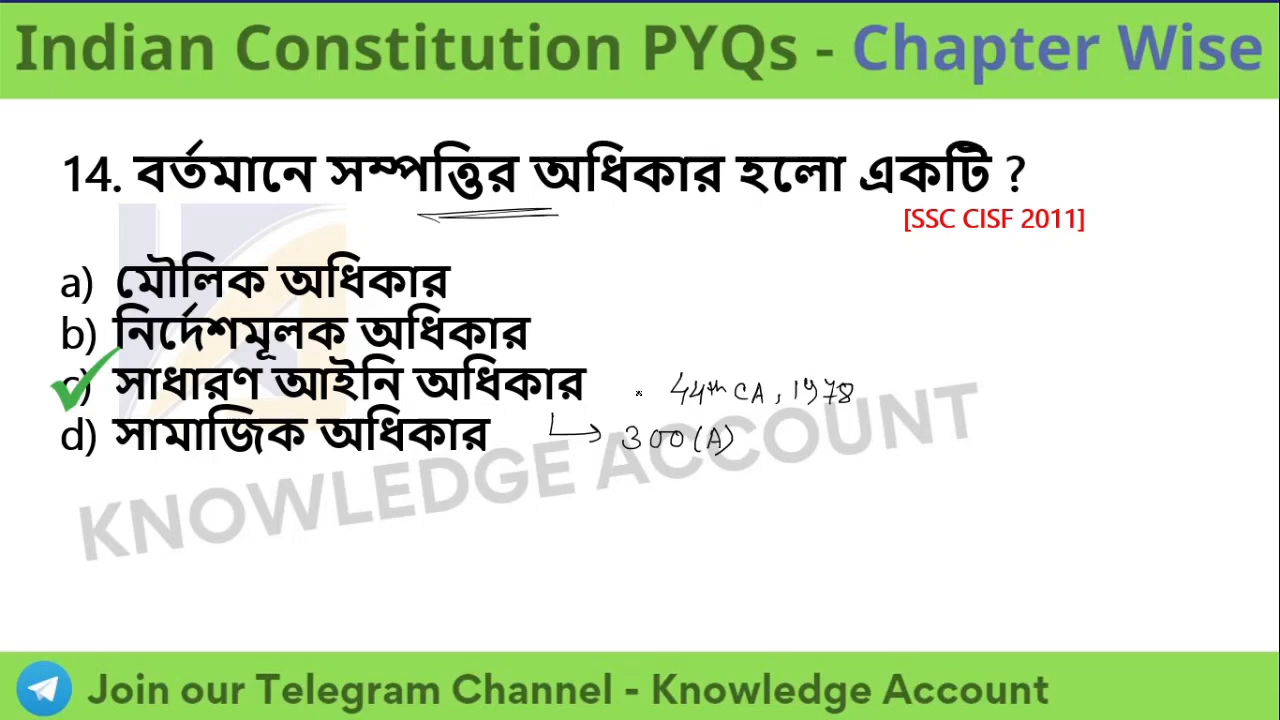 Indian Constitution PYQs - Chapter Wise
14. বর্তমানে সম্পত্তির অধিকার হলো একটি ?
[SSC CISF 2011]
a) মৌলিক অধিকার
b) নির্দেশমূলক অধিকার
c) সাধারণ আইনি অধিকার
44th CA, 1978
d) সামাজিক অধিকার
300(A)
KNOWLEDGE ACCOUNT
Join our Telegram Channel - Knowledge Account